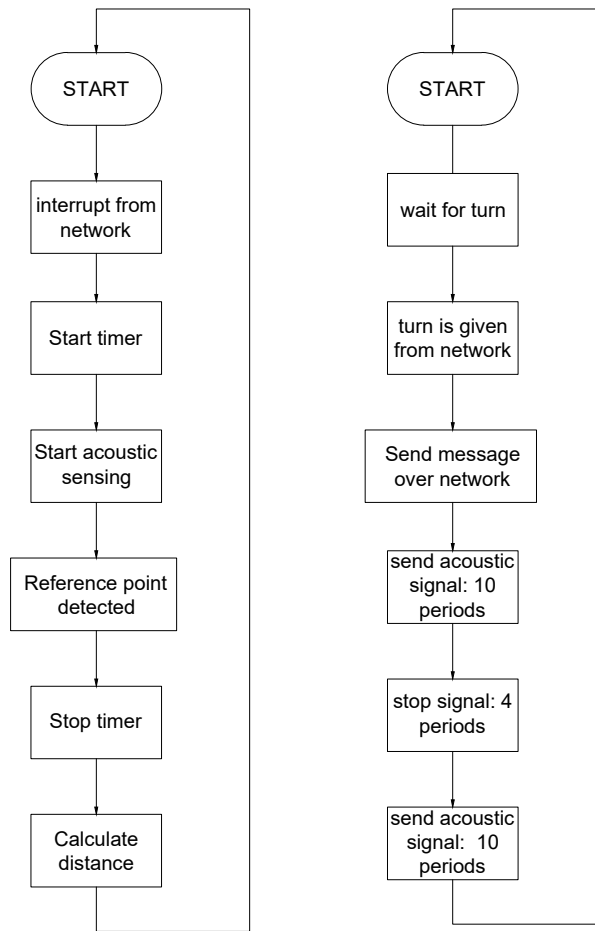 START
interrupt from
network
Start timer
Start acoustic
sensing
Reference point
detected
Stop timer
Calculate
distance
START
wait for turn
turn is given
from network
Send message
over network
send acoustic
signal: 10
periods
stop signal: 4
periods
send acoustic
signal: 10
periods